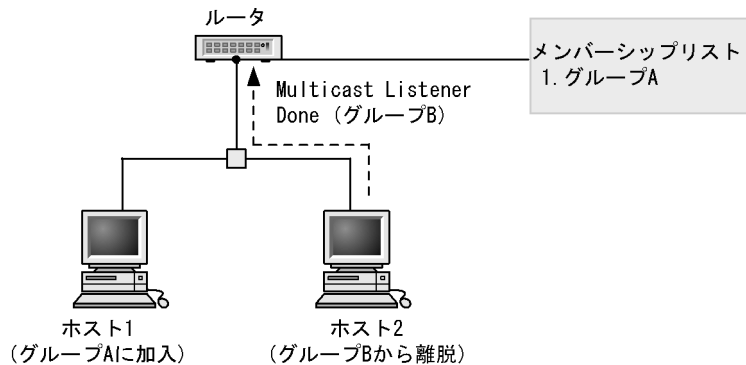 ルータ
メンバーシップリスト
1.グループA
Multicast Listener
Done (グループB)
ホスト1
(グループAに加入)
ホスト2
(グループBから離脱)